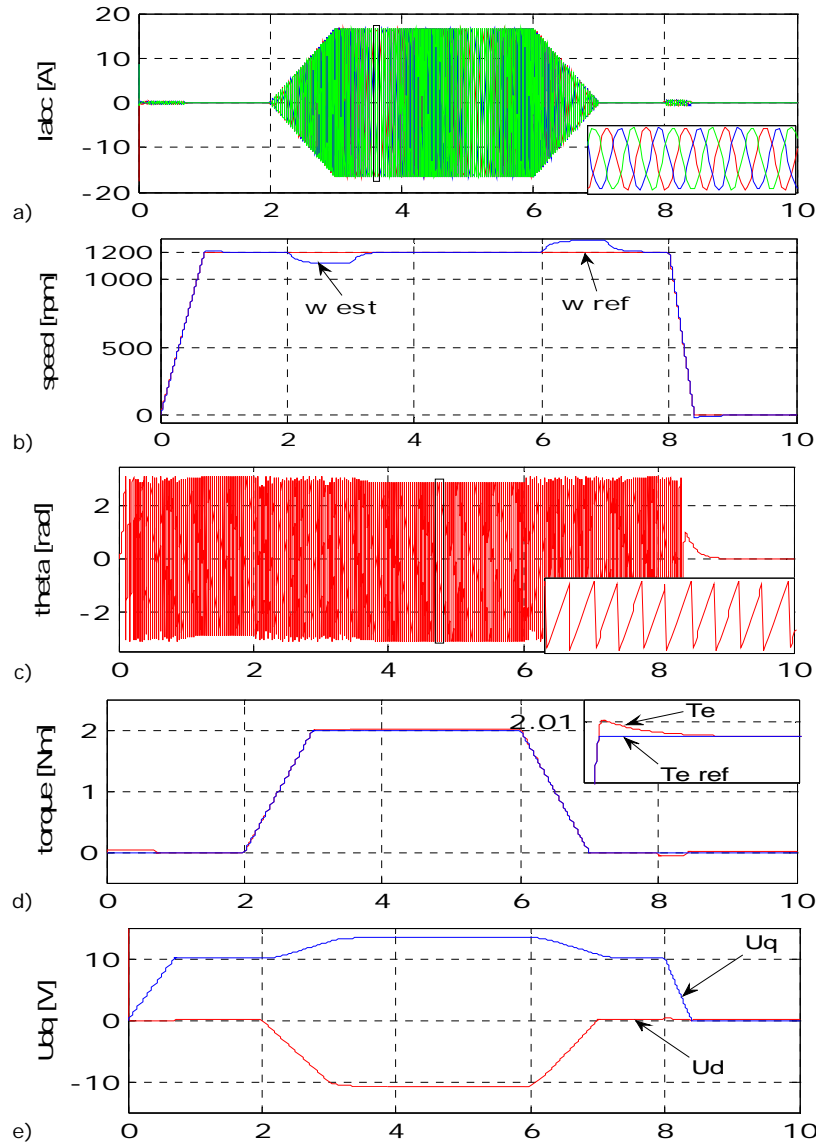 20
10
0
-10
-20
Iabc [A]
a)
0 2 4 6 8 10
1200
1000
500
0
speed [rpm]
w est
w ref
b)
0 2 4 6 8 10
2
0
-2
theta [rad]
c)
0 2 4 6 8 10
2
1
0
torque [Nm]
2.01
Te
Te ref
d)
0 2 4 6 8 10
10
0
-10
Udq [V]
Uq
Ud
e)
0 2 4 6 8 10